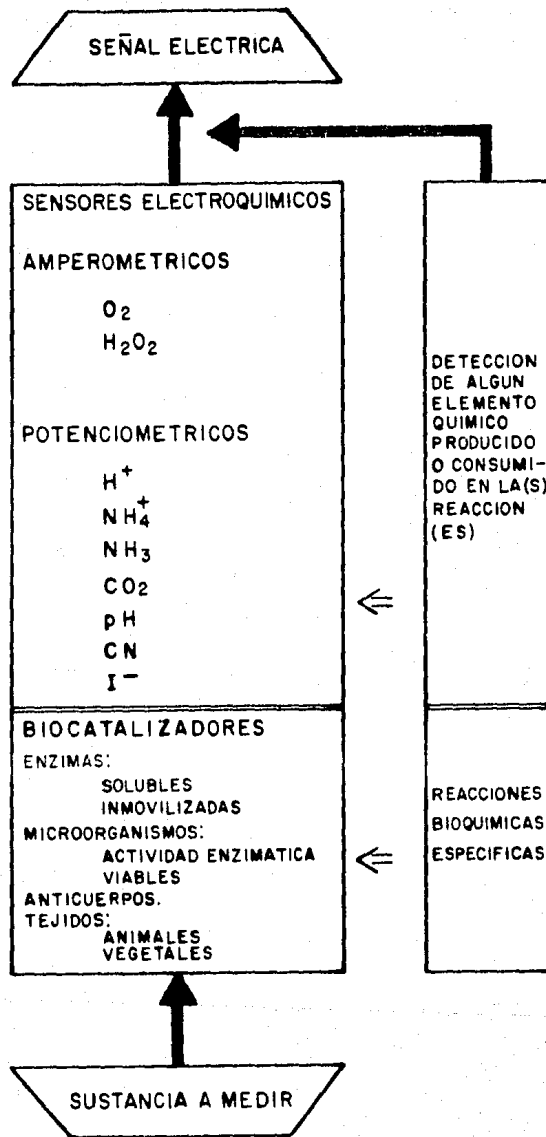 SEÑAL ELECTRICA
SENSORES ELECTROQUIMICOS
AMPEROMETRICOS
O2
H2O2
POTENCIOMETRICOS
H+
NH4+
NH3
CO2
pH
CN
I−
DETECCION
DE ALGUN
ELEMENTO
QUIMICO
PRODUCIDO
O CONSUMI-
DO EN LA(S)
REACCION
(ES)
BIOCATALIZADORES
ENZIMAS:
SOLUBLES
INMOVILIZADAS
MICROORGANISMOS:
ACTIVIDAD ENZIMATICA
VIABLES
ANTICUERPOS.
TEJIDOS:
ANIMALES
VEGETALES
REACCIONES
BIOQUIMICAS
ESPECIFICAS
SUSTANCIA A MEDIR